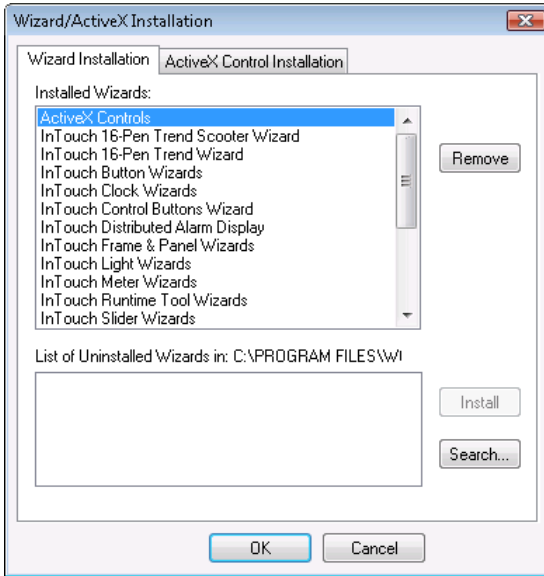 Wizard/ActiveX Installation
Wizard Installation
ActiveX Control Installation
Installed Wizards:
ActiveX Controls
InTouch 16-Pen Trend Scooter Wizard
InTouch 16-Pen Trend Wizard
InTouch Button Wizards
InTouch Clock Wizards
InTouch Control Buttons Wizard
InTouch Distributed Alarm Display
InTouch Frame & Panel Wizards
InTouch Light Wizards
InTouch Meter Wizards
InTouch Runtime Tool Wizards
InTouch Slider Wizards
Remove
List of Uninstalled Wizards in: C:\PROGRAM FILES\W
Install
Search...
OK
Cancel